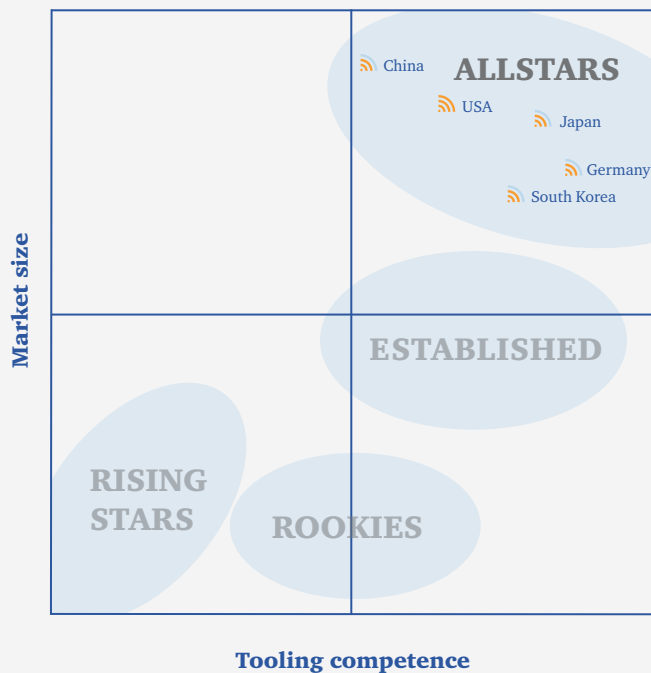 China
ALLSTARS
USA
Japan
Germany
South Korea
Market size
ESTABLISHED
RISING
STARS
ROOKIES
Tooling competence